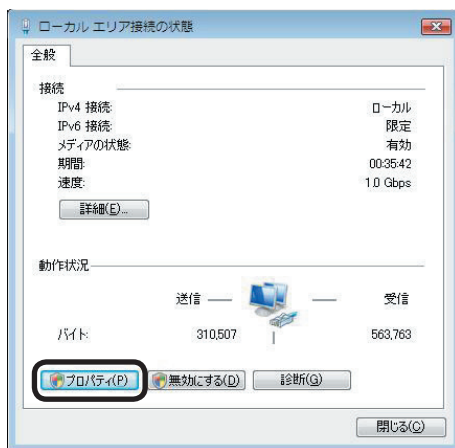 ローカル エリア接続の状態
全般
接続
IPv4 接続: ローカル
IPv6 接続: 限定
メディアの状態: 有効
期間: 00:35:42
速度: 1.0 Gbps
詳細(E)...
動作状況
送信 受信
バイト: 310,507 563,763
プロパティ(P) 無効にする(D) 診断(G)
閉じる(C)